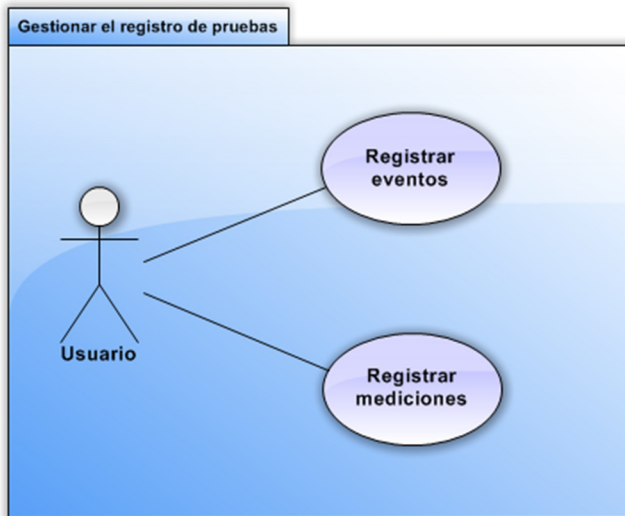 Gestionar el registro de pruebas
Registrar
eventos
Usuario
Registrar
mediciones